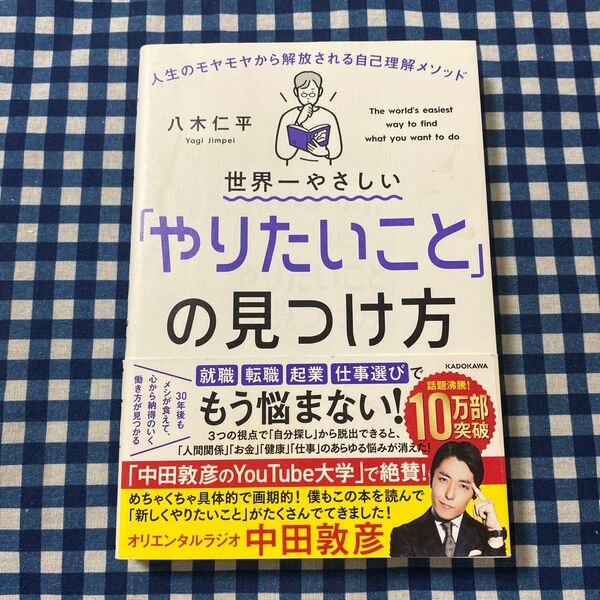 人生のモヤモヤから解放される自己理解メソッド
八木仁平
Yagi Jimpei
The world's easiest
way to find
what you want to do
世界一やさしい
「やりたいこと」
の見つけ方
KADOKAWA
30年後も
メシが食えて、
心から納得のいく
働き方が見つかる
就職 転職 起業 仕事選びで
もう悩まない!
話題沸騰!
10万部
突破
3つの視点で「自分探し」から脱出できると、
「人間関係」「お金」「健康」「仕事」のあらゆる悩みが消えた!
「中田敦彦のYouTube大学」で絶賛!
めちゃくちゃ具体的で画期的! 僕もこの本を読んで
「新しくやりたいこと」がたくさんでてきました!
オリエンタルラジオ 中田敦彦